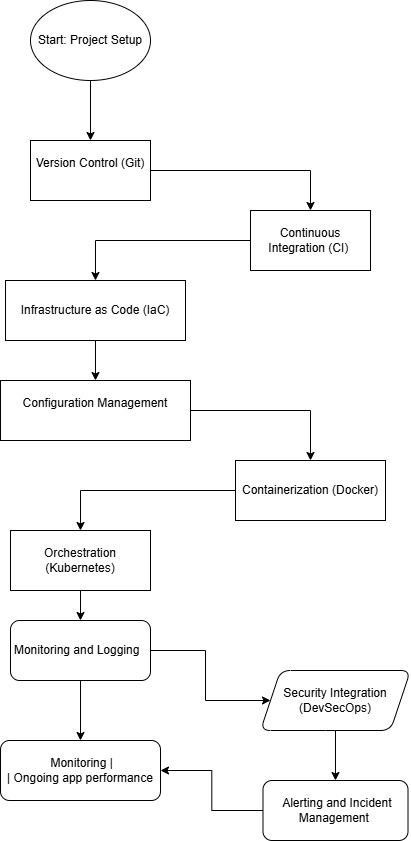 Start: Project Setup
Version Control (Git)
Continuous
Integration (CI)
Infrastructure as Code (IaC)
Configuration Management
Containerization (Docker)
Orchestration
(Kubernetes)
Monitoring and Logging
Security Integration
(DevSecOps)
Monitoring |
| Ongoing app performance
Alerting and Incident
Management